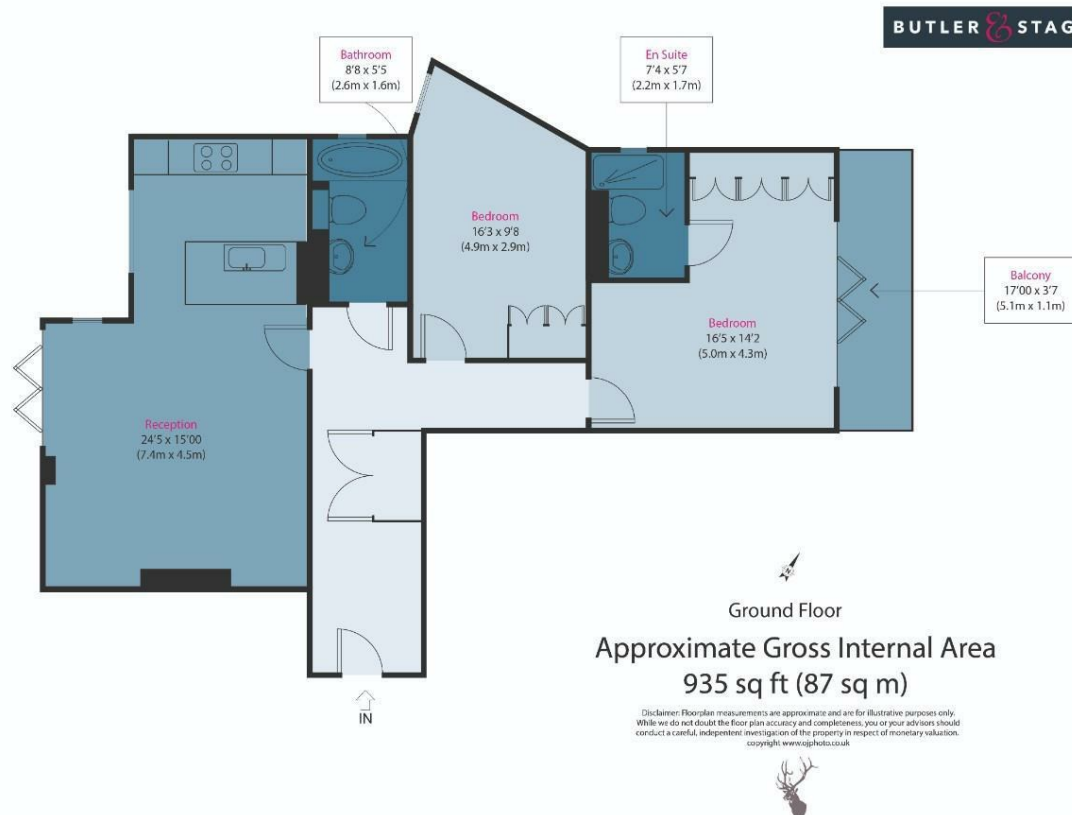 BUTLER & STAG
Bathroom
8'8 x 5'5
(2.6m x 1.6m)
En Suite
7'4 x 5'7
(2.2m x 1.7m)
Bedroom
16'3 x 9'8
(4.9m x 2.9m)
Balcony
17'00 x 3'7
(5.1m x 1.1m)
Bedroom
16'5 x 14'2
(5.0m x 4.3m)
Reception
24'5 x 15'00
(7.4m x 4.5m)
IN
N
Ground Floor
Approximate Gross Internal Area
935 sq ft (87 sq m)
Disclaimer: Floorplan measurements are approximate and are for illustrative purposes only.
While we do not doubt the floor plan accuracy and completeness, you or your advisors should
conduct a careful, independent investigation of the property in respect of monetary valuation.
copyright www.ojphoto.co.uk